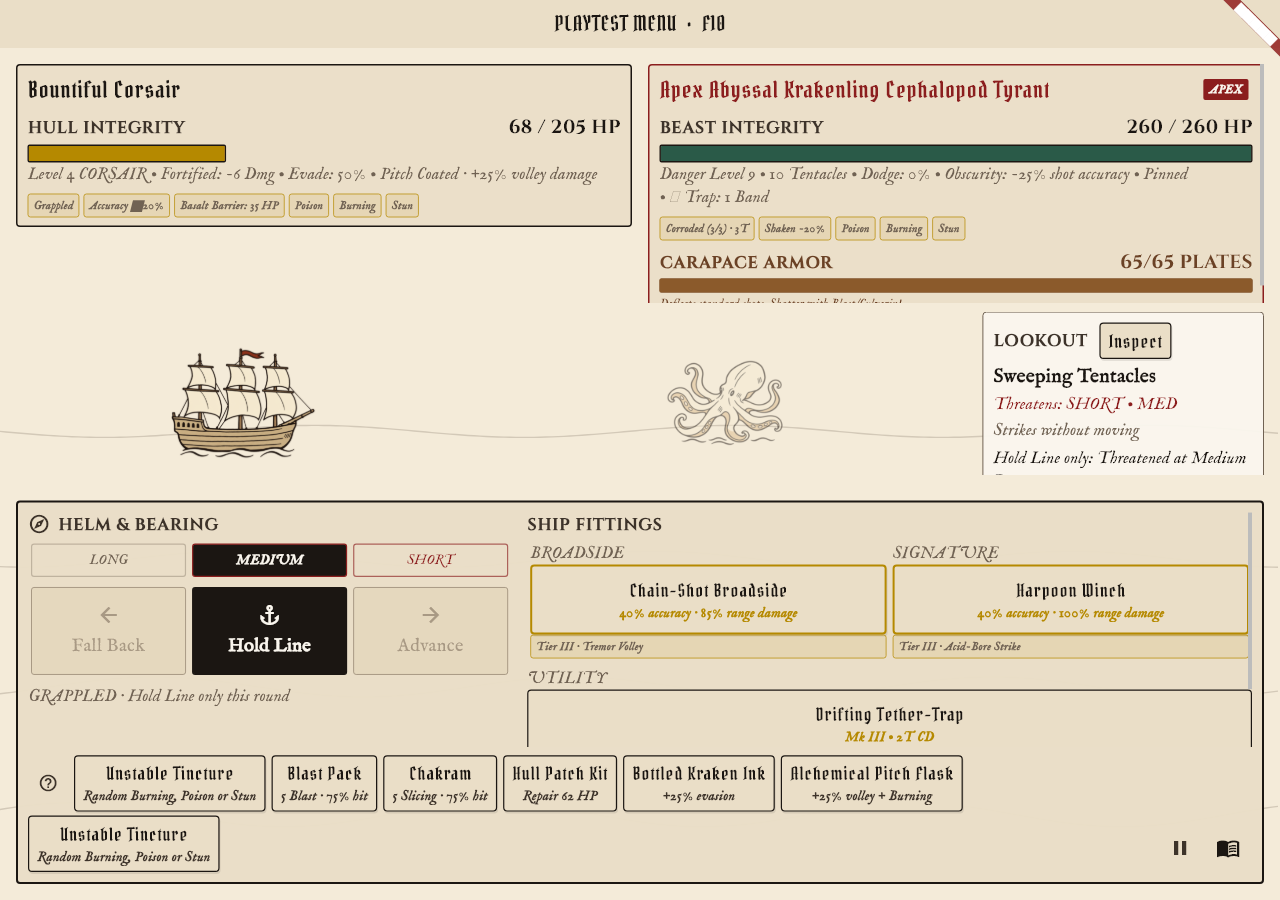 PLAYTEST MENU · F10
Bountiful Corsair
HULL INTEGRITY 68 / 205 HP
Level 4 CORSAIR • Fortified: -6 Dmg • Evade: 50% • Pitch Coated · +25% volley damage
Grappled Accuracy 20% Basalt Barrier: 35 HP Poison Burning Stun
Apex Abyssal Krakenling Cephalopod Tyrant APEX
BEAST INTEGRITY 260 / 260 HP
Danger Level 9 • 10 Tentacles • Dodge: 0% • Obscurity: -25% shot accuracy • Pinned
• Trap: 1 Band
Corroded (3/3) · 3T Shaken -20% Poison Burning Stun
CARAPACE ARMOR 65/65 PLATES
LOOKOUT Inspect
Sweeping Tentacles
Threatens: SHORT • MED
Strikes without moving
Hold Line only: Threatened at Medium
HELM & BEARING
LONG MEDIUM SHORT
Fall Back Hold Line Advance
GRAPPLED · Hold Line only this round
SHIP FITTINGS
BROADSIDE SIGNATURE
Chain-Shot Broadside Harpoon Winch
40% accuracy · 85% range damage 40% accuracy · 100% range damage
Tier III · Tremor Volley Tier III · Acid-Bore Strike
UTILITY
Drifting Tether-Trap
Mk III • 2T CD
Unstable Tincture Blast Pack Chakram Hull Patch Kit Bottled Kraken Ink Alchemical Pitch Flask
Random Burning, Poison or Stun 5 Blast · 75% hit 5 Slicing · 75% hit Repair 62 HP +25% evasion +25% volley + Burning
Unstable Tincture
Random Burning, Poison or Stun